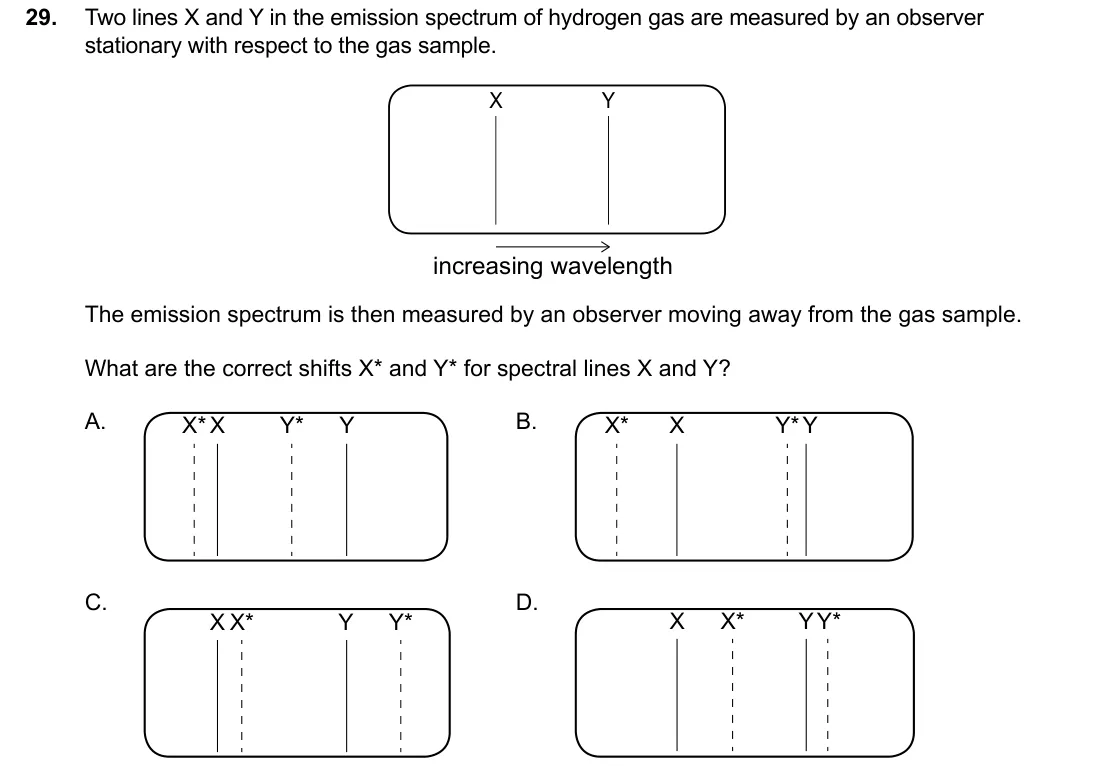 29. Two lines X and Y in the emission spectrum of hydrogen gas are measured by an observer
stationary with respect to the gas sample.
X Y
increasing wavelength
The emission spectrum is then measured by an observer moving away from the gas sample.
What are the correct shifts X* and Y* for spectral lines X and Y?
A. X* X Y* Y
B. X* X Y* Y
C. X X* Y Y*
D. X X* Y Y*